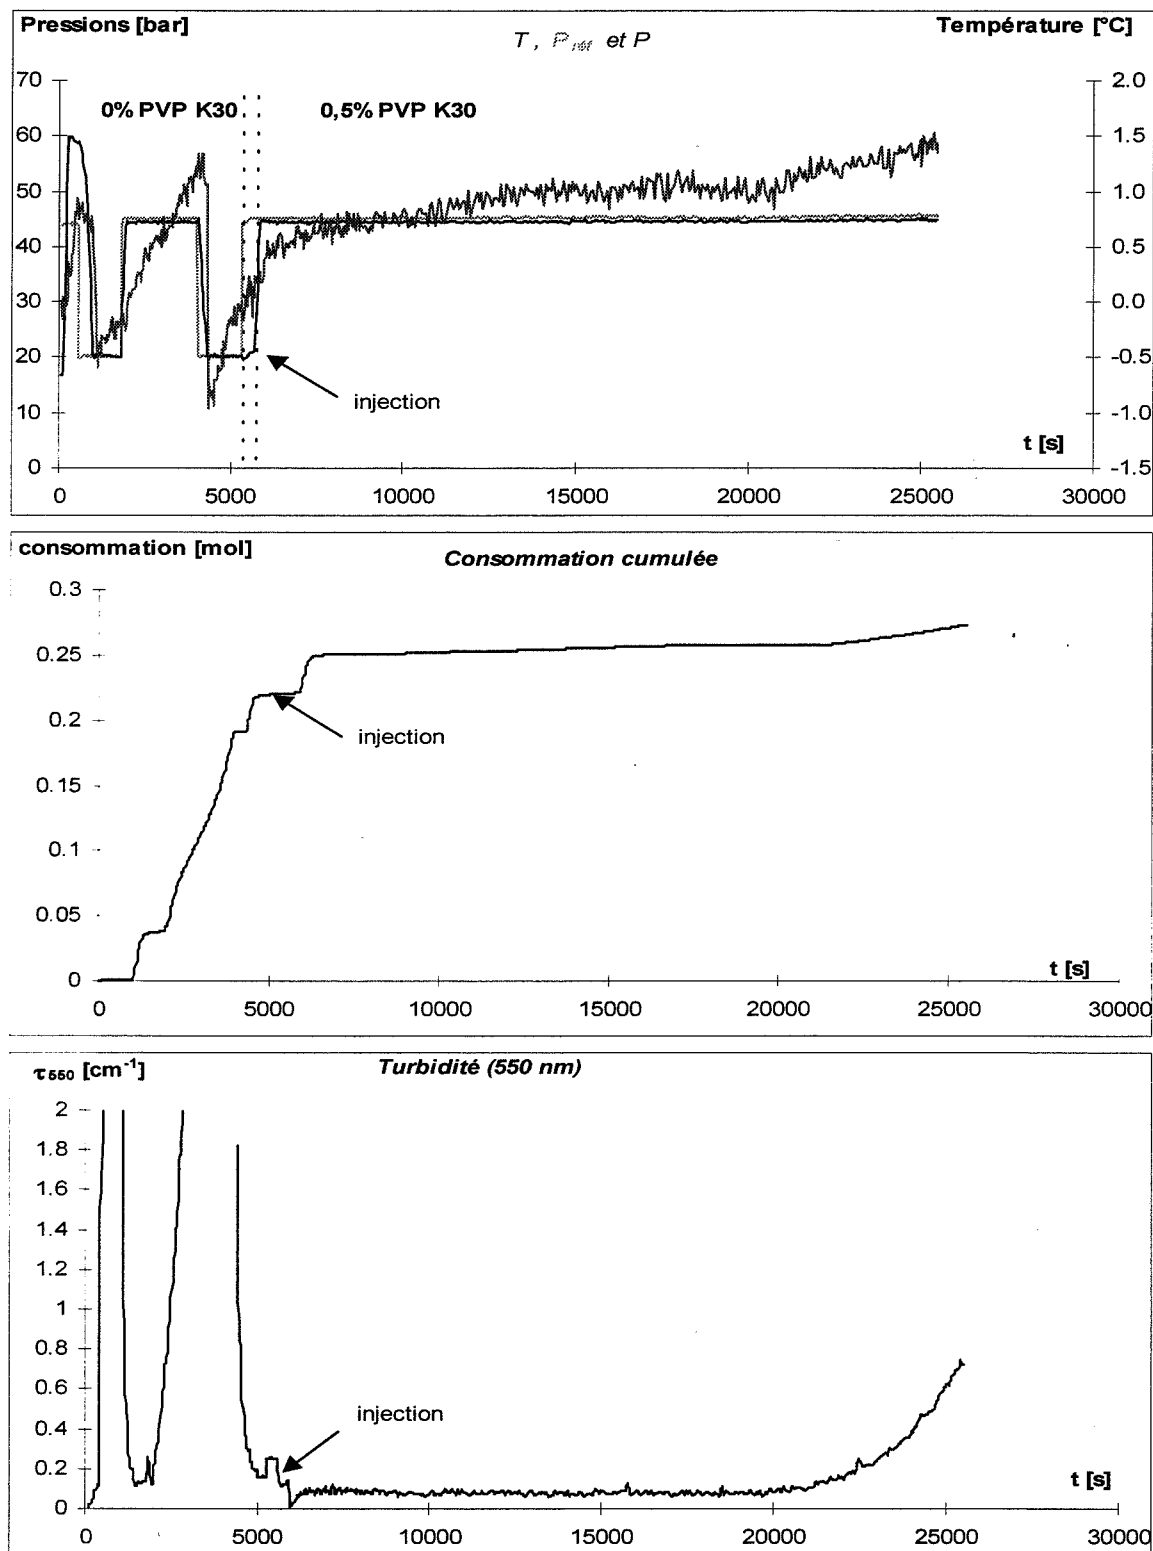 Pressions [bar]
T, P_réf et P
Température [°C]
0% PVP K30
0,5% PVP K30
70
60
50
40
30
20
10
0
2.0
1.5
1.0
0.5
0.0
-0.5
-1.0
-1.5
injection
t [s]
0 5000 10000 15000 20000 25000 30000
consommation [mol]
Consommation cumulée
0.3
0.25
0.2
0.15
0.1
0.05
0
injection
t [s]
0 5000 10000 15000 20000 25000 30000
τ550 [cm-1]
Turbidité (550 nm)
2
1.8
1.6
1.4
1.2
1
0.8
0.6
0.4
0.2
0
injection
t [s]
0 5000 10000 15000 20000 25000 30000